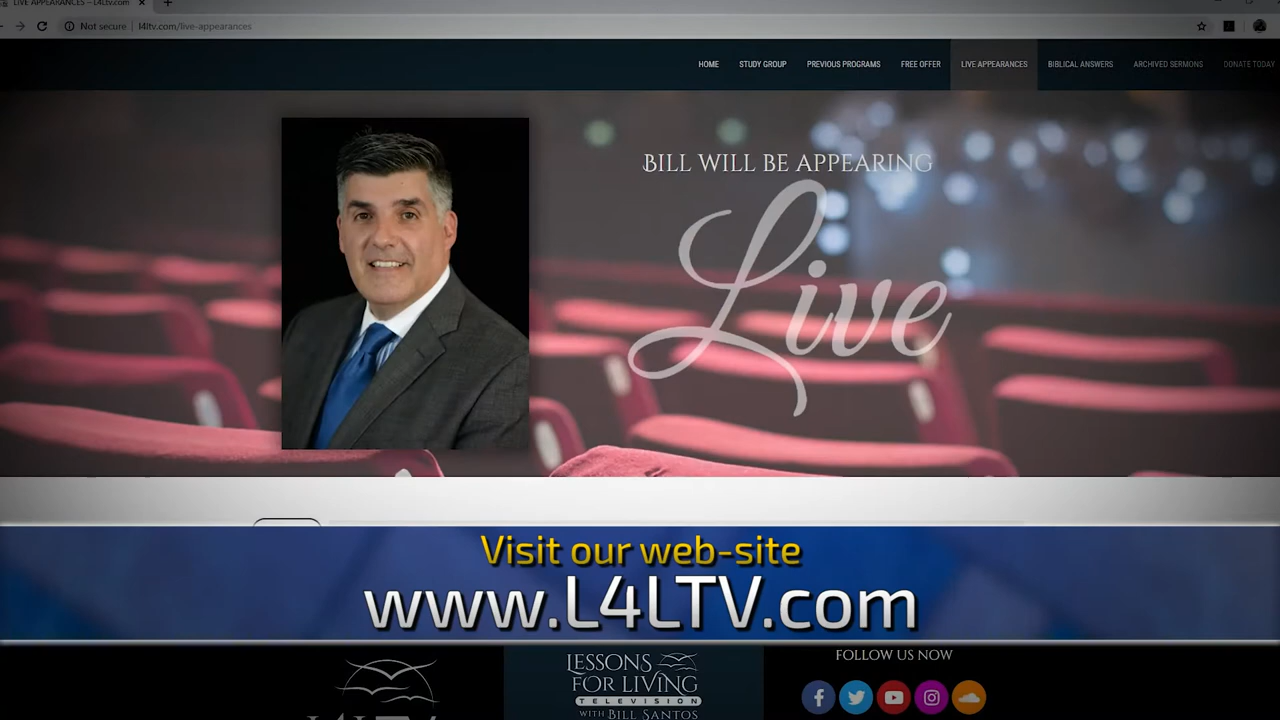 LIVE APPEARANCES – L4Ltv.com
Not secure | l4ltv.com/live-appearances
HOME STUDY GROUP PREVIOUS PROGRAMS FREE OFFER LIVE APPEARANCES BIBLICAL ANSWERS ARCHIVED SERMONS DONATE TODAY
BILL WILL BE APPEARING
Live
Visit our web-site
www.L4LTV.com
FOLLOW US NOW
LESSONS
FOR LIVING
TELEVISION
WITH BILL SANTOS
L4LTV